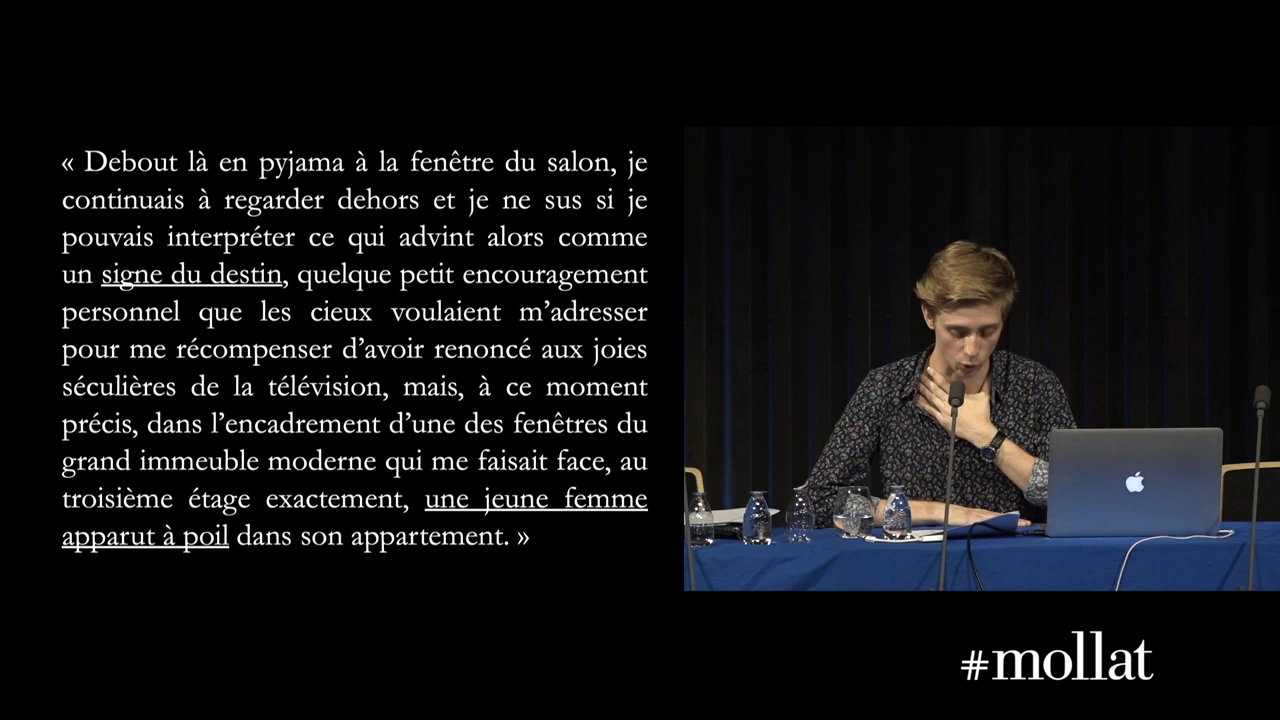 « Debout là en pyjama à la fenêtre du salon, je
continuais à regarder dehors et je ne sus si je
pouvais interpréter ce qui advint alors comme
un signe du destin, quelque petit encouragement
personnel que les cieux voulaient m’adresser
pour me récompenser d’avoir renoncé aux joies
séculières de la télévision, mais, à ce moment
précis, dans l’encadrement d’une des fenêtres du
grand immeuble moderne qui me faisait face, au
troisième étage exactement, une jeune femme
apparut à poil dans son appartement. »
#mollat